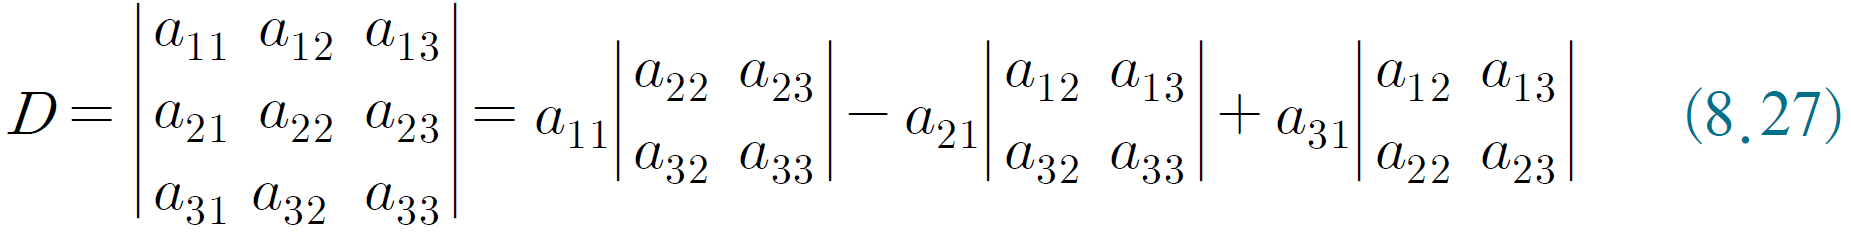 D = | a₁₁ a₁₂ a₁₃ ; a₂₁ a₂₂ a₂₃ ; a₃₁ a₃₂ a₃₃ | = a₁₁ | a₂₂ a₂₃ ; a₃₂ a₃₃ | − a₂₁ | a₁₂ a₁₃ ; a₃₂ a₃₃ | + a₃₁ | a₁₂ a₁₃ ; a₂₂ a₂₃ | (8.27)